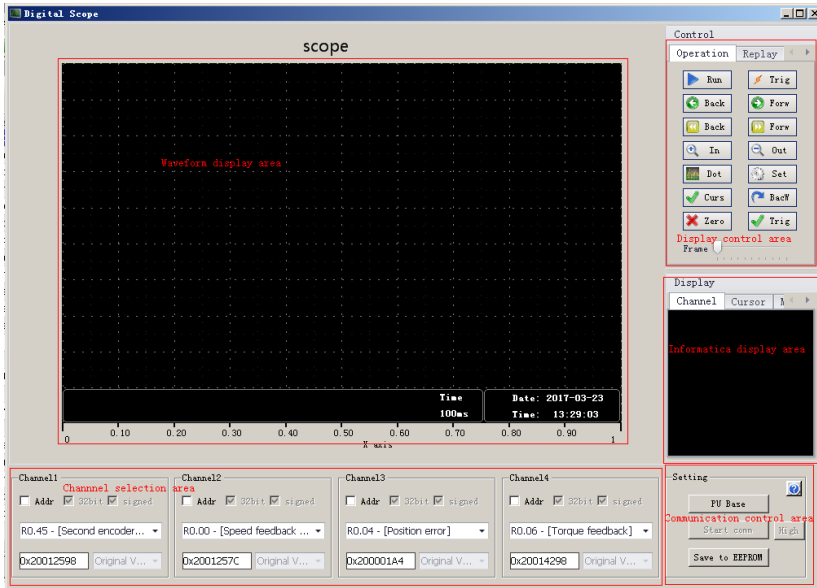 Digital Scope
scope
Waveform display area
Time
100ms
Date: 2017-03-23
Time: 13:29:03
0 0.10 0.20 0.30 0.40 0.50 0.60 0.70 0.80 0.90 1
X axis
Control
Operation Replay
Run Trig
Back Forw
Back Forw
In Out
Dot Set
Curs BacW
Zero Trig
Display control area
Frame
Display
Channel Cursor
Informatica display area
Channel1
Channnel selection area
Addr 32bit signed
R0.45 - [Second encoder...
0x20012598 Original V...
Channel2
Addr 32bit signed
R0.00 - [Speed feedback ...
0x2001257C Original V...
Channel3
Addr 32bit signed
R0.04 - [Position error]
0x200001A4 Original V...
Channel4
Addr 32bit signed
R0.06 - [Torque feedback]
0x20014298 Original V...
Setting
PU Base
Communication control area
Start comm High
Save to EEPROM